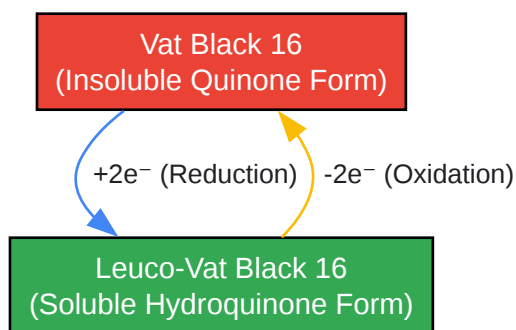 Vat Black 16
(Insoluble Quinone Form)
+2e⁻ (Reduction)
-2e⁻ (Oxidation)
Leuco-Vat Black 16
(Soluble Hydroquinone Form)